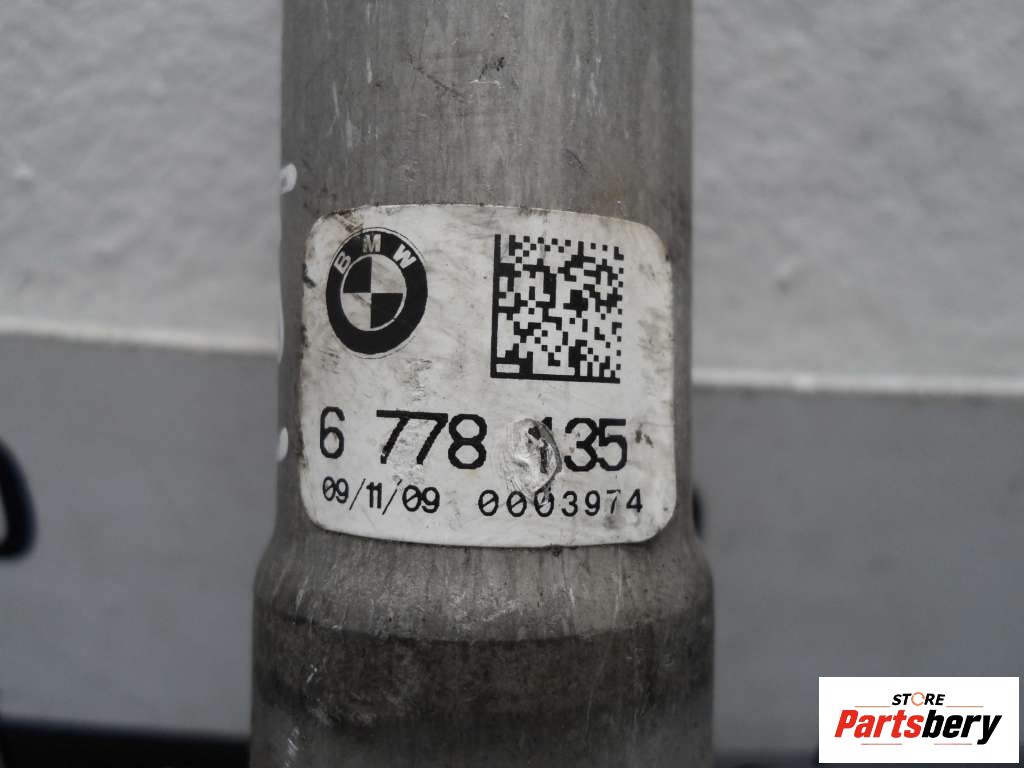 BMW
6 778 135
09/11/09 0003974
STORE
Partsbery